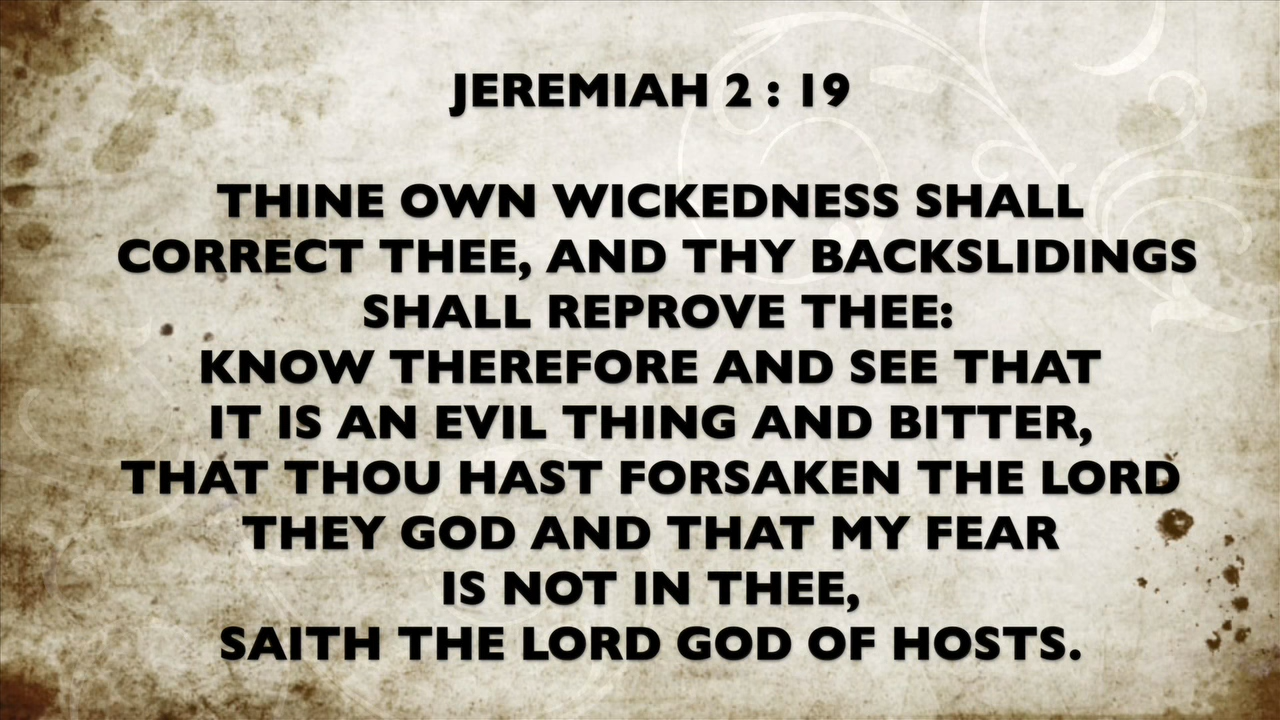 JEREMIAH 2 : 19
THINE OWN WICKEDNESS SHALL
CORRECT THEE, AND THY BACKSLIDINGS
SHALL REPROVE THEE:
KNOW THEREFORE AND SEE THAT
IT IS AN EVIL THING AND BITTER,
THAT THOU HAST FORSAKEN THE LORD
THEY GOD AND THAT MY FEAR
IS NOT IN THEE,
SAITH THE LORD GOD OF HOSTS.